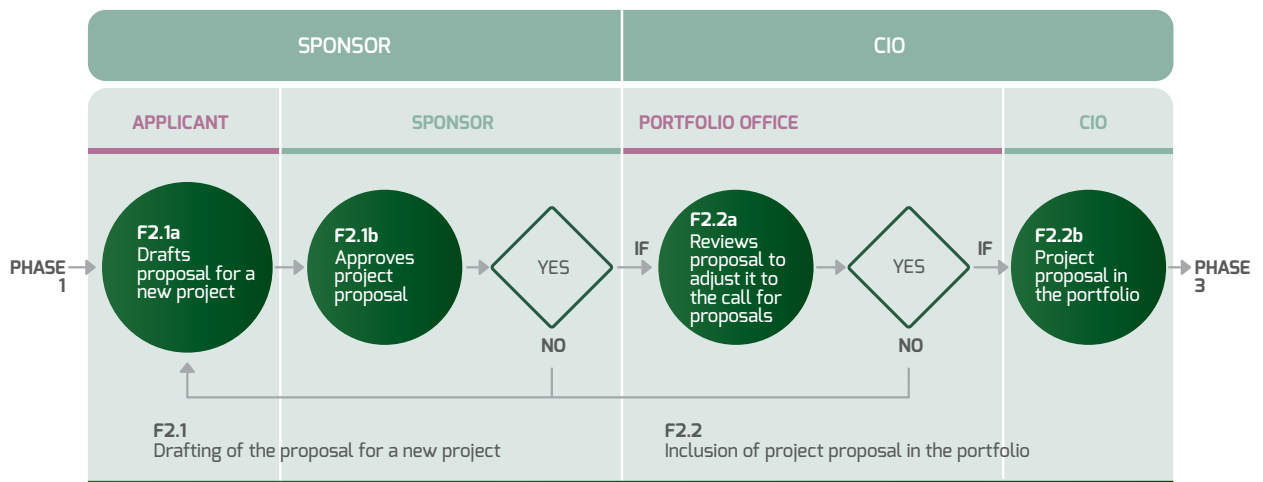 SPONSOR
CIO
APPLICANT
SPONSOR
PORTFOLIO OFFICE
CIO
PHASE
1
F2.1a
Drafts
proposal for a
new project
F2.1b
Approves
project
proposal
YES
NO
IF
F2.2a
Reviews
proposal to
adjust it to
the call for
proposals
YES
NO
IF
F2.2b
Project
proposal in
the portfolio
PHASE
3
F2.1
Drafting of the proposal for a new project
F2.2
Inclusion of project proposal in the portfolio